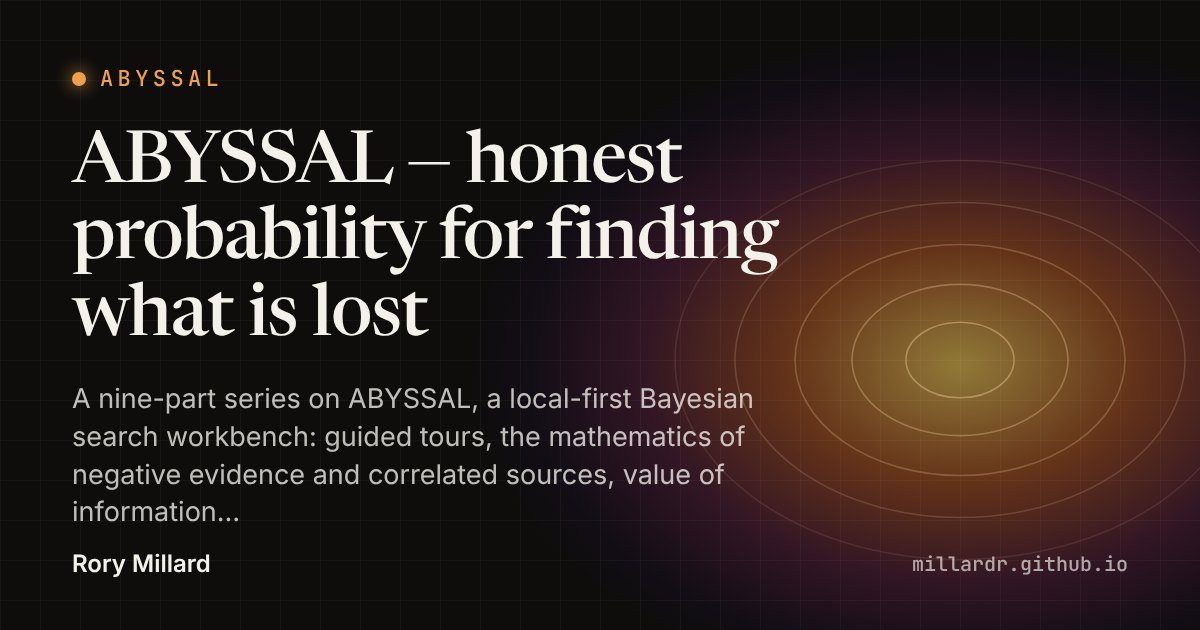 ABYSSAL
ABYSSAL — honest
probability for finding
what is lost
A nine-part series on ABYSSAL, a local-first Bayesian
search workbench: guided tours, the mathematics of
negative evidence and correlated sources, value of
information…
Rory Millard
millardr.github.io